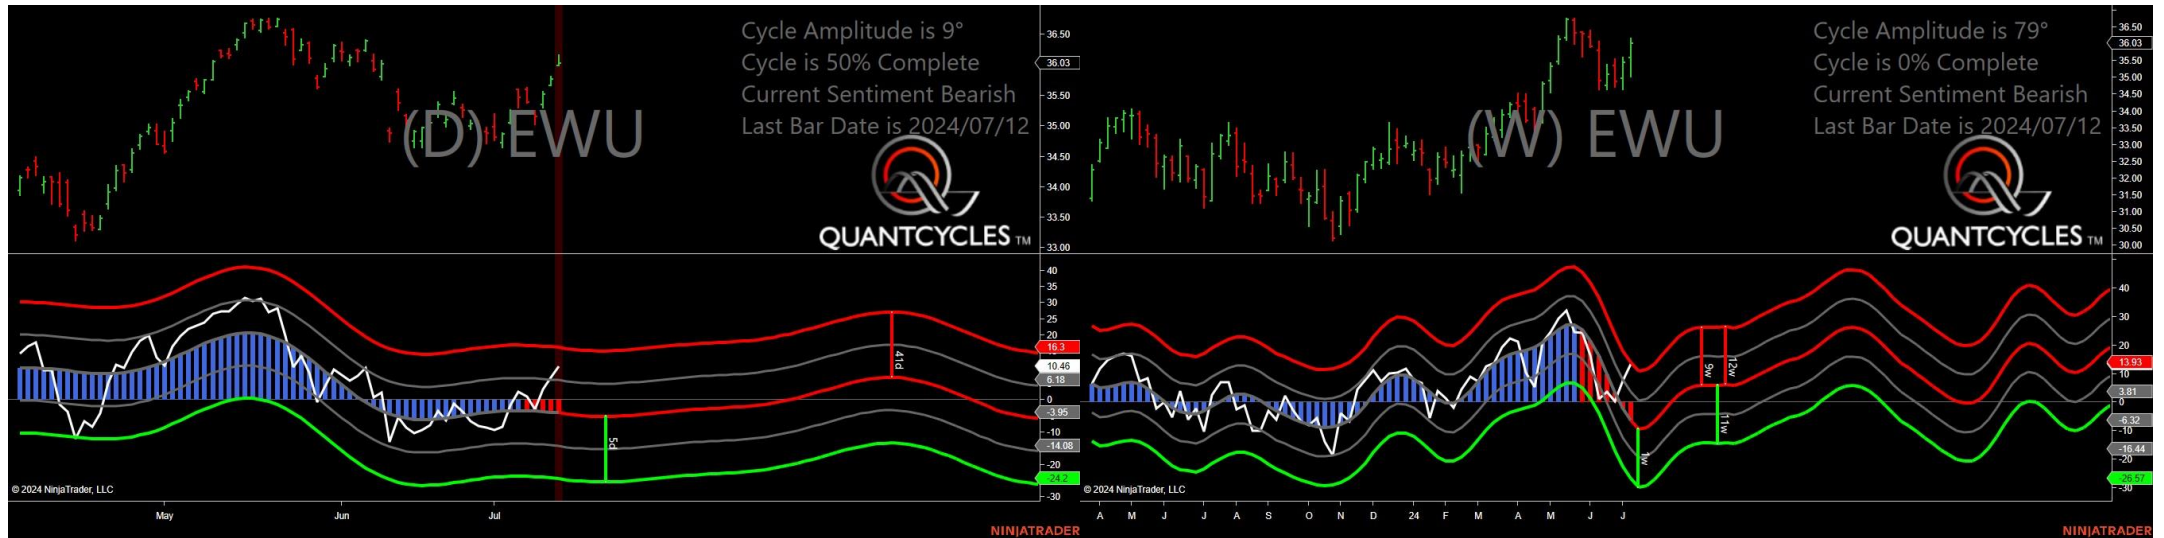 Cycle Amplitude is 9°
Cycle is 50% Complete
Current Sentiment Bearish
Last Bar Date is 2024/07/12
(D) EWU
QUANTCYCLES TM
36.50
36.03
35.50
35.00
34.50
34.00
33.50
33.00
40
35
30
25
20
16.3
10.46
6.18
0
-3.95
-10
-14.08
-20
-24.2
-30
41d
5d
© 2024 NinjaTrader, LLC
May
Jun
Jul
NINJATRADER
Cycle Amplitude is 79°
Cycle is 0% Complete
Current Sentiment Bearish
Last Bar Date is 2024/07/12
(W) EWU
QUANTCYCLES TM
36.50
36.03
35.50
35.00
34.50
34.00
33.50
33.00
32.50
32.00
31.50
31.00
30.50
30.00
40
30
20
13.93
10
3.81
0
-6.32
-10
-16.44
-20
-26.57
-30
9w
12w
11w
1w
© 2024 NinjaTrader, LLC
A M J J A S O N D 24 F M A M J J
NINJATRADER